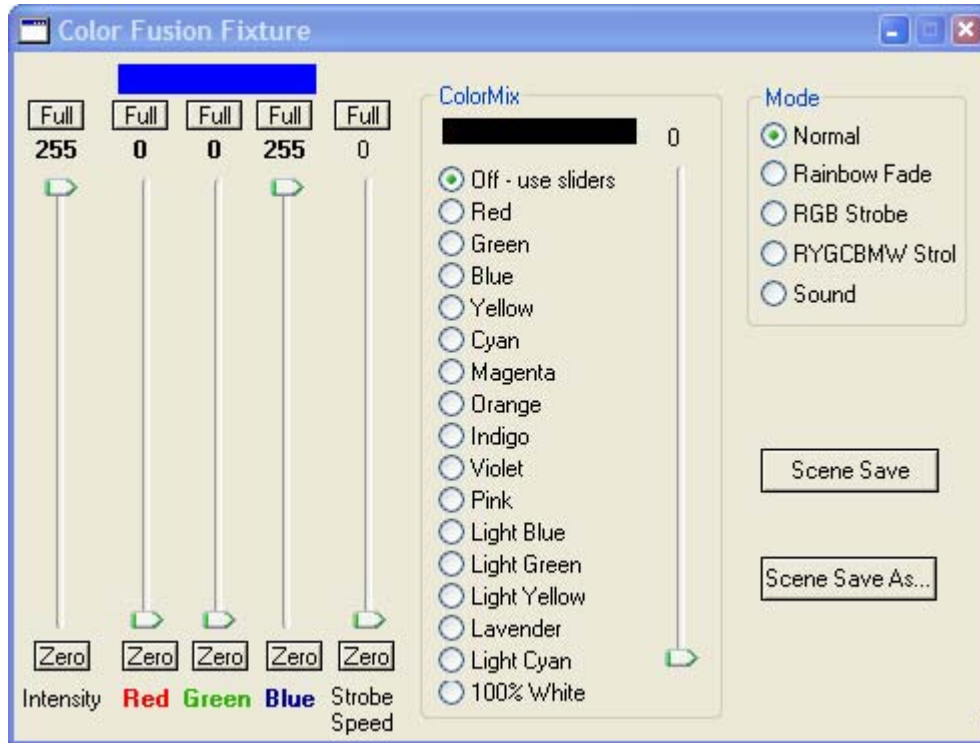 Color Fusion Fixture
Full Full Full Full Full
255 0 0 255 0
Zero Zero Zero Zero Zero
Intensity Red Green Blue Strobe Speed
ColorMix
0
Off - use sliders
Red
Green
Blue
Yellow
Cyan
Magenta
Orange
Indigo
Violet
Pink
Light Blue
Light Green
Light Yellow
Lavender
Light Cyan
100% White
Mode
Normal
Rainbow Fade
RGB Strobe
RYGCBMW Strol
Sound
Scene Save
Scene Save As...